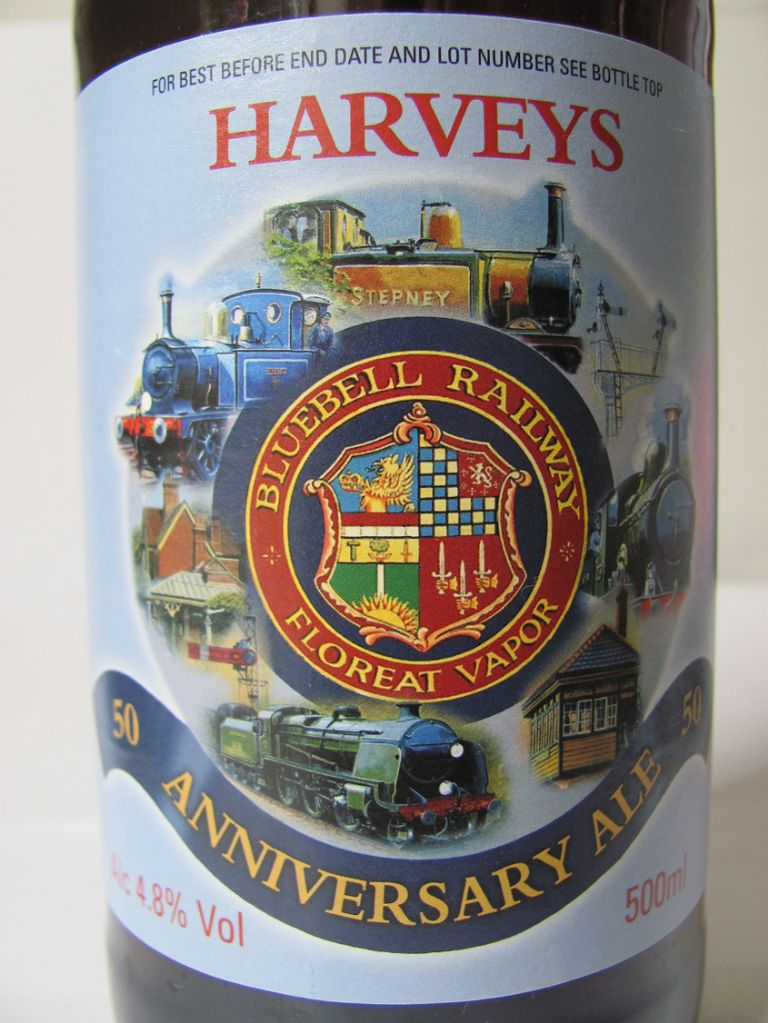 FOR BEST BEFORE END DATE AND LOT NUMBER SEE BOTTLE TOP
HARVEYS
STEPNEY
BLUEBELL RAILWAY
FLOREAT VAPOR
50 ANNIVERSARY ALE 50
Alc 4.8% Vol
500ml